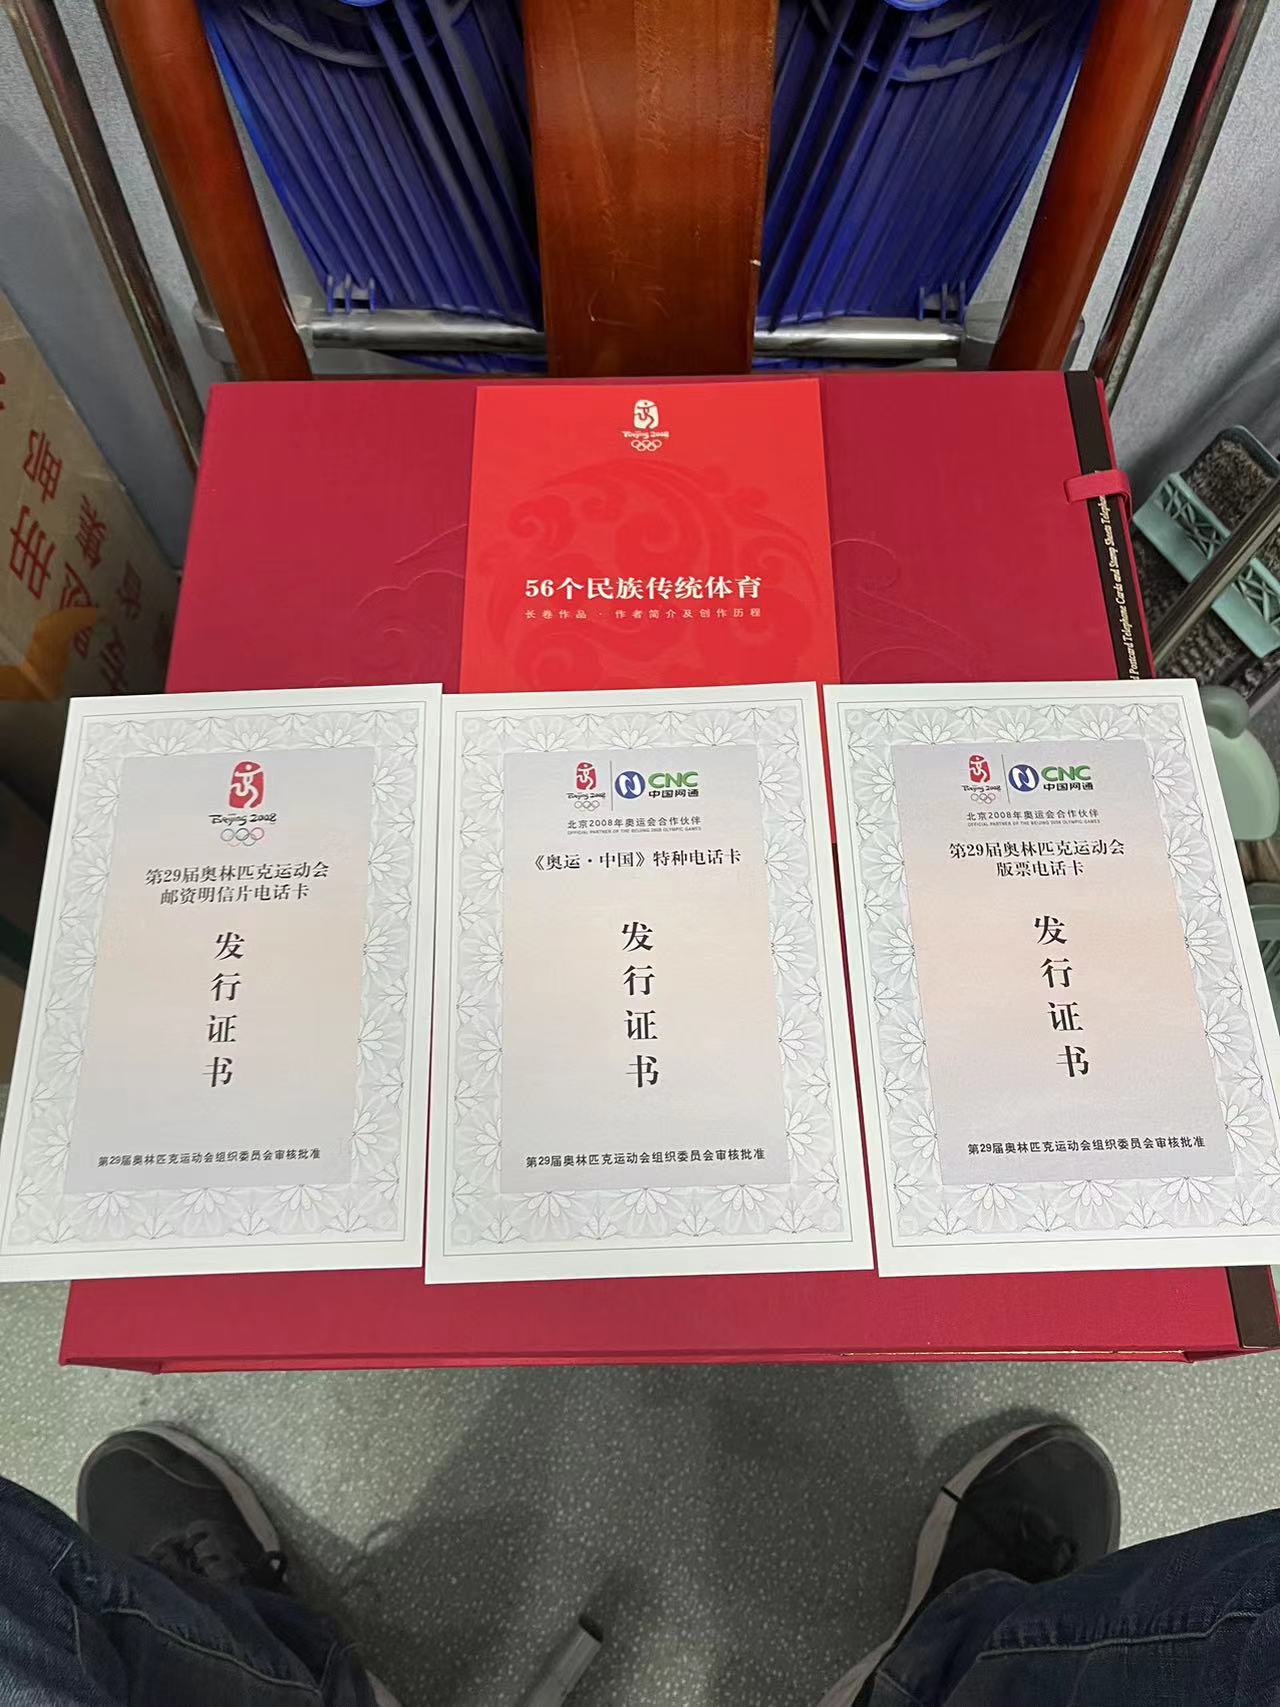 Beijing 2008
56个民族传统体育
长卷作品 · 作者简介及创作历程
Postcard Telephone Cards and Stamp Sheets Telephone
Beijing 2008
第29届奥林匹克运动会
邮资明信片电话卡
发
行
证
书
第29届奥林匹克运动会组织委员会审核批准
Beijing 2008
CNC
中国网通
北京2008年奥运会合作伙伴
OFFICIAL PARTNER OF THE BEIJING 2008 OLYMPIC GAMES
《奥运·中国》特种电话卡
发
行
证
书
第29届奥林匹克运动会组织委员会审核批准
Beijing 2008
CNC
中国网通
北京2008年奥运会合作伙伴
OFFICIAL PARTNER OF THE BEIJING 2008 OLYMPIC GAMES
第29届奥林匹克运动会
版票电话卡
发
行
证
书
第29届奥林匹克运动会组织委员会审核批准